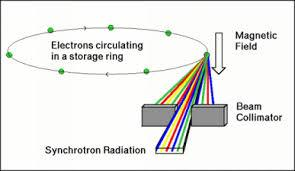 Electrons circulating
in a storage ring
Magnetic
Field
Beam
Collimator
Synchrotron Radiation